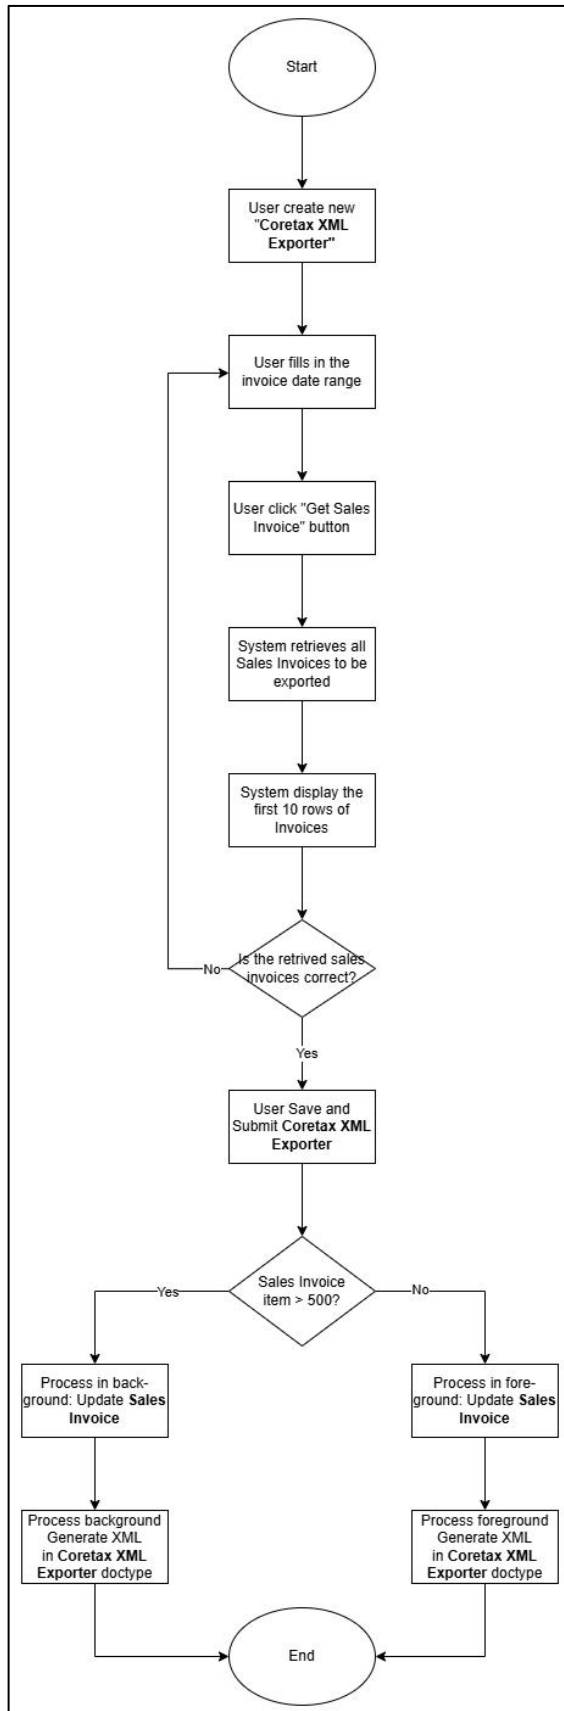 Start
User create new
"Coretax XML
Exporter"
User fills in the
invoice date range
User click "Get Sales
Invoice" button
System retrieves all
Sales Invoices to be
exported
System display the
first 10 rows of
Invoices
Is the retrived sales
invoices correct?
No
Yes
User Save and
Submit Coretax XML
Exporter
Sales Invoice
item > 500?
Yes
No
Process in back-
ground: Update Sales
Invoice
Process in fore-
ground: Update Sales
Invoice
Process background
Generate XML
in Coretax XML
Exporter doctype
Process foreground
Generate XML
in Coretax XML
Exporter doctype
End